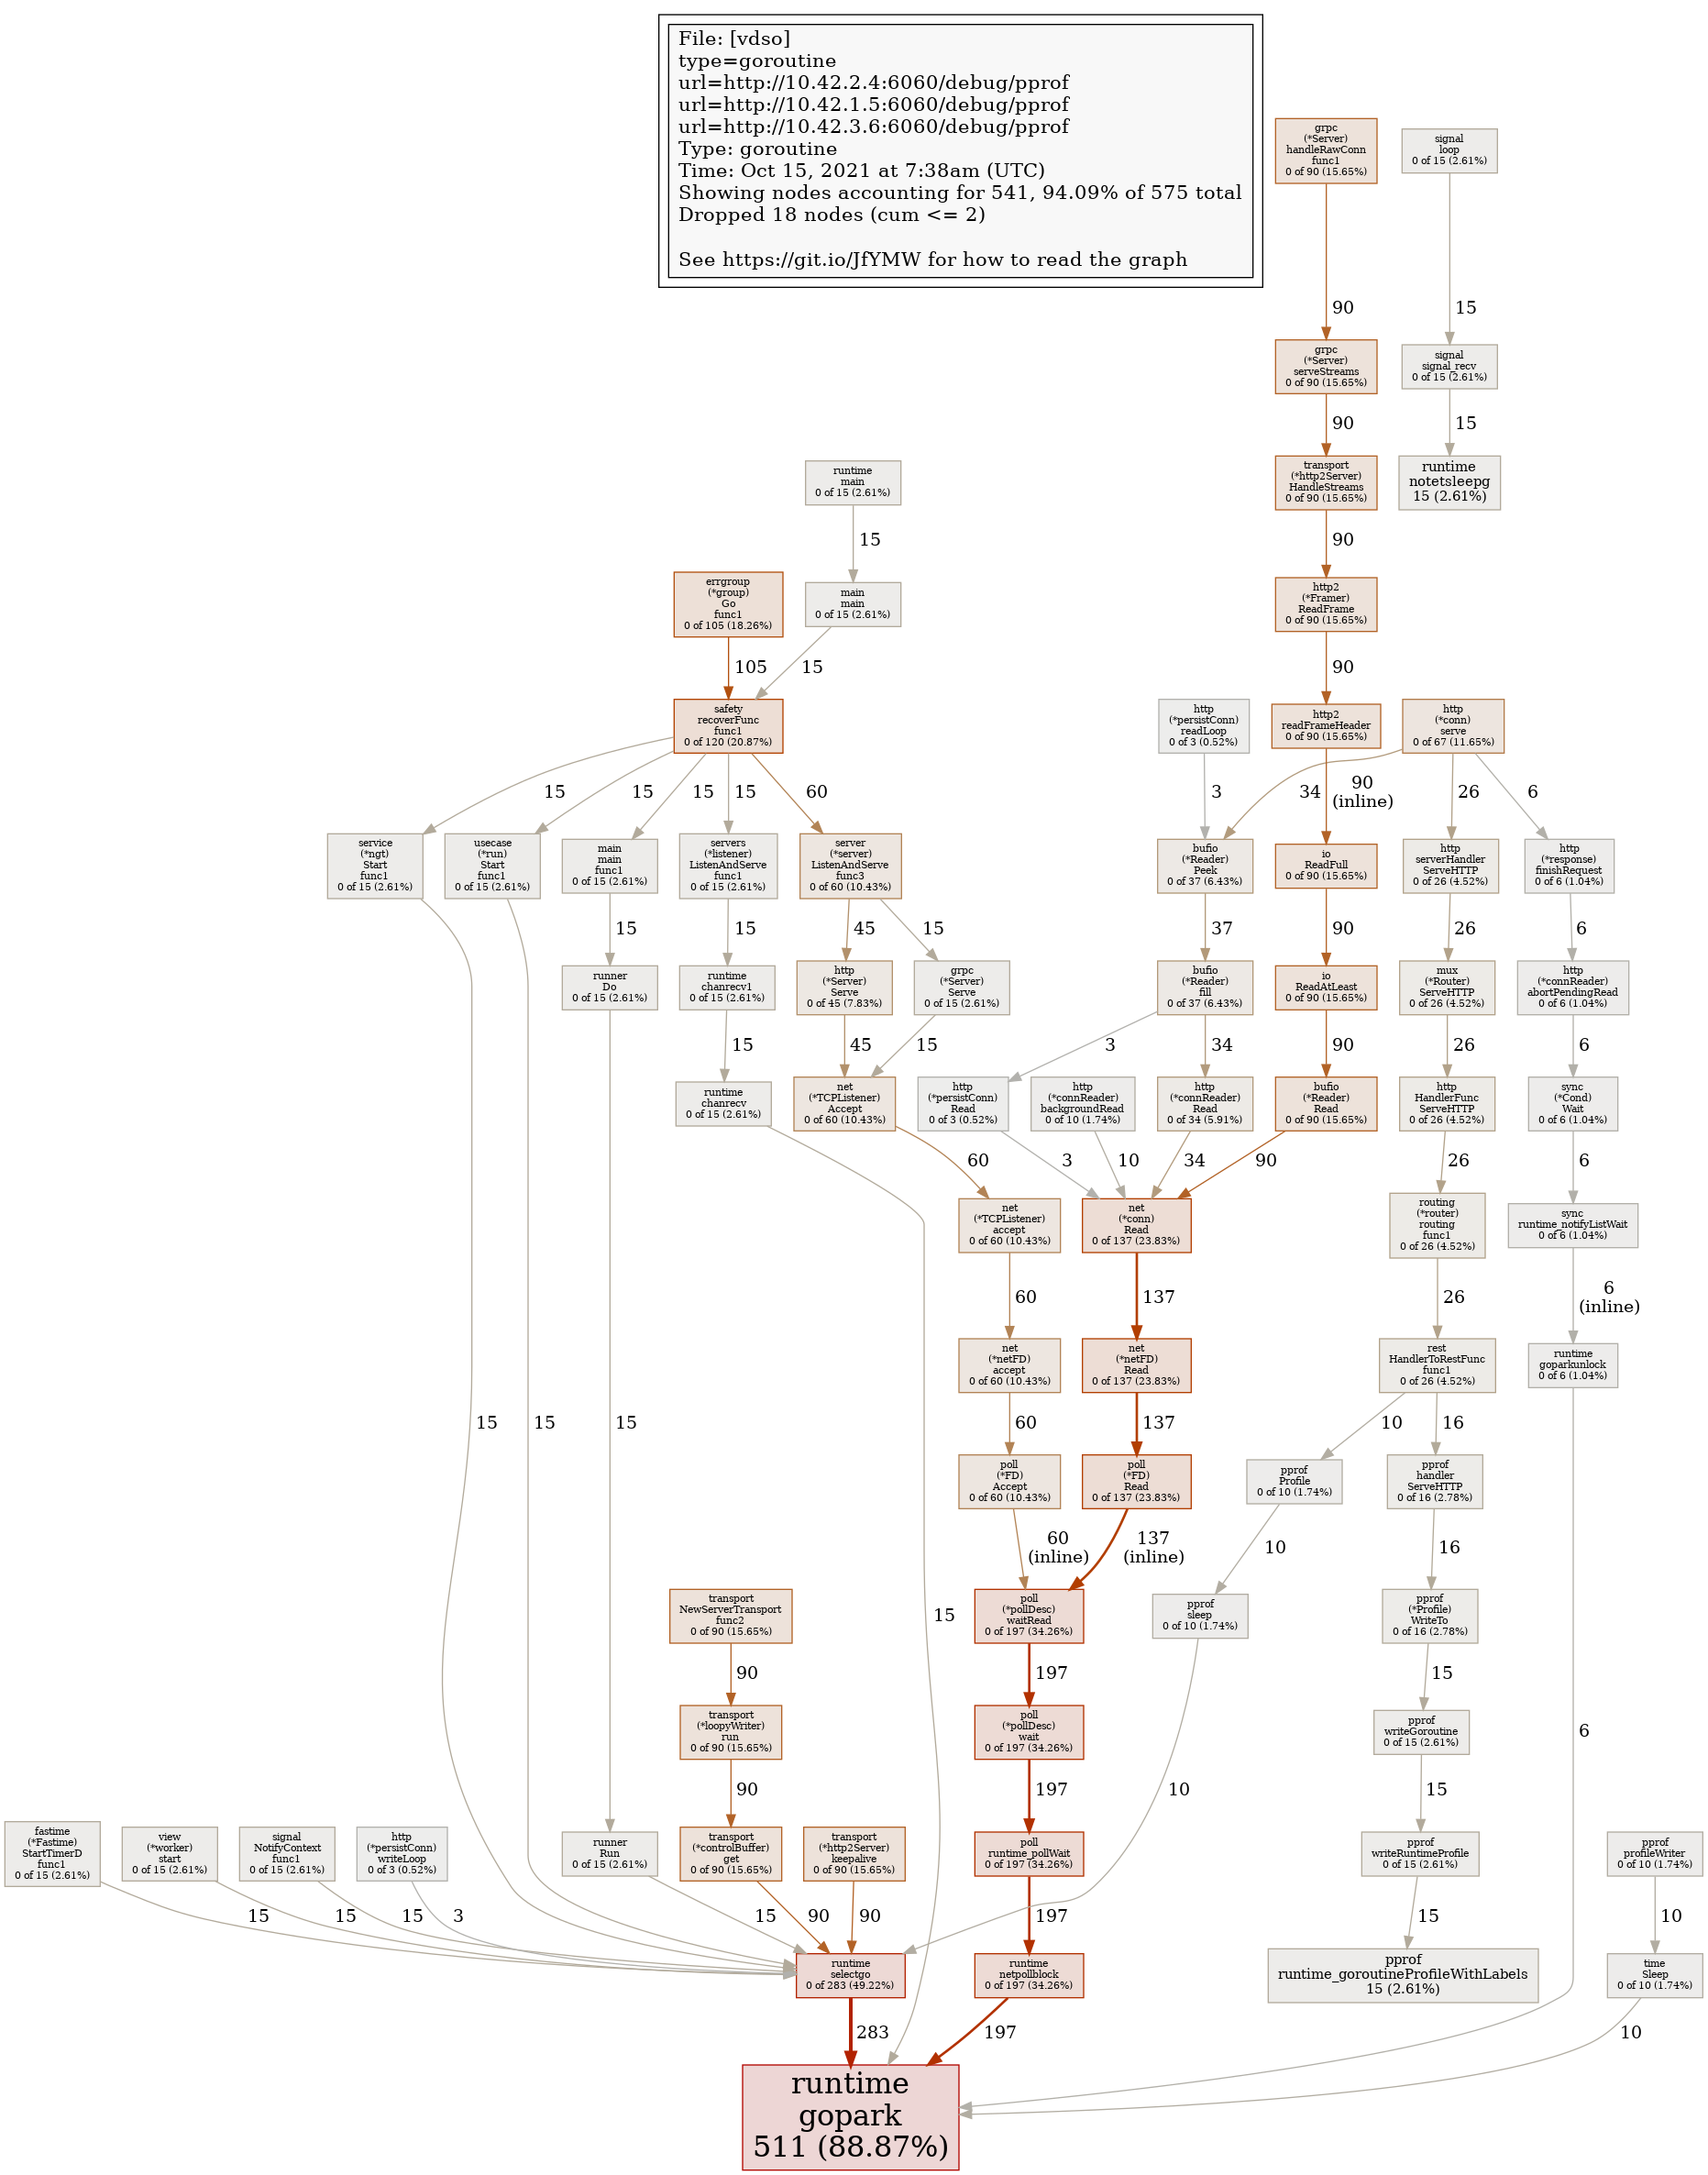 File: [vdso]
type=goroutine
url=http://10.42.2.4:6060/debug/pprof
url=http://10.42.1.5:6060/debug/pprof
url=http://10.42.3.6:6060/debug/pprof
Type: goroutine
Time: Oct 15, 2021 at 7:38am (UTC)
Showing nodes accounting for 541, 94.09% of 575 total
Dropped 18 nodes (cum <= 2)
See https://git.io/JfYMW for how to read the graph
grpc
(*Server)
handleRawConn
func1
0 of 90 (15.65%)
signal
loop
0 of 15 (2.61%)
90
15
grpc
(*Server)
serveStreams
0 of 90 (15.65%)
signal
signal_recv
0 of 15 (2.61%)
90
15
runtime
main
0 of 15 (2.61%)
transport
(*http2Server)
HandleStreams
0 of 90 (15.65%)
runtime
notetsleepg
15 (2.61%)
15
90
errgroup
(*group)
Go
func1
0 of 105 (18.26%)
main
main
0 of 15 (2.61%)
http2
(*Framer)
ReadFrame
0 of 90 (15.65%)
105
15
90
safety
recoverFunc
func1
0 of 120 (20.87%)
http
(*persistConn)
readLoop
0 of 3 (0.52%)
http2
readFrameHeader
0 of 90 (15.65%)
http
(*conn)
serve
0 of 67 (11.65%)
15
15
15
15
60
3
34
90
(inline)
26
6
service
(*ngt)
Start
func1
0 of 15 (2.61%)
usecase
(*run)
Start
func1
0 of 15 (2.61%)
main
main
func1
0 of 15 (2.61%)
servers
(*listener)
ListenAndServe
func1
0 of 15 (2.61%)
server
(*server)
ListenAndServe
func3
0 of 60 (10.43%)
bufio
(*Reader)
Peek
0 of 37 (6.43%)
io
ReadFull
0 of 90 (15.65%)
http
serverHandler
ServeHTTP
0 of 26 (4.52%)
http
(*response)
finishRequest
0 of 6 (1.04%)
15
15
45
15
37
90
26
6
runner
Do
0 of 15 (2.61%)
runtime
chanrecv1
0 of 15 (2.61%)
http
(*Server)
Serve
0 of 45 (7.83%)
grpc
(*Server)
Serve
0 of 15 (2.61%)
bufio
(*Reader)
fill
0 of 37 (6.43%)
io
ReadAtLeast
0 of 90 (15.65%)
mux
(*Router)
ServeHTTP
0 of 26 (4.52%)
http
(*connReader)
abortPendingRead
0 of 6 (1.04%)
15
45
15
3
34
90
26
6
runtime
chanrecv
0 of 15 (2.61%)
net
(*TCPListener)
Accept
0 of 60 (10.43%)
http
(*persistConn)
Read
0 of 3 (0.52%)
http
(*connReader)
backgroundRead
0 of 10 (1.74%)
http
(*connReader)
Read
0 of 34 (5.91%)
bufio
(*Reader)
Read
0 of 90 (15.65%)
http
HandlerFunc
ServeHTTP
0 of 26 (4.52%)
sync
(*Cond)
Wait
0 of 6 (1.04%)
60
3
10
34
90
26
6
net
(*TCPListener)
accept
0 of 60 (10.43%)
net
(*conn)
Read
0 of 137 (23.83%)
routing
(*router)
routing
func1
0 of 26 (4.52%)
sync
runtime_notifyListWait
0 of 6 (1.04%)
60
137
26
6
(inline)
net
(*netFD)
accept
0 of 60 (10.43%)
net
(*netFD)
Read
0 of 137 (23.83%)
rest
HandlerToRestFunc
func1
0 of 26 (4.52%)
runtime
goparkunlock
0 of 6 (1.04%)
15
15
15
60
137
10
16
poll
(*FD)
Accept
0 of 60 (10.43%)
poll
(*FD)
Read
0 of 137 (23.83%)
pprof
Profile
0 of 10 (1.74%)
pprof
handler
ServeHTTP
0 of 16 (2.78%)
60
(inline)
137
(inline)
10
16
transport
NewServerTransport
func2
0 of 90 (15.65%)
15
poll
(*pollDesc)
waitRead
0 of 197 (34.26%)
pprof
sleep
0 of 10 (1.74%)
pprof
(*Profile)
WriteTo
0 of 16 (2.78%)
90
197
15
transport
(*loopyWriter)
run
0 of 90 (15.65%)
poll
(*pollDesc)
wait
0 of 197 (34.26%)
pprof
writeGoroutine
0 of 15 (2.61%)
6
90
197
10
15
fastime
(*Fastime)
StartTimerD
func1
0 of 15 (2.61%)
view
(*worker)
start
0 of 15 (2.61%)
signal
NotifyContext
func1
0 of 15 (2.61%)
http
(*persistConn)
writeLoop
0 of 3 (0.52%)
runner
Run
0 of 15 (2.61%)
transport
(*controlBuffer)
get
0 of 90 (15.65%)
transport
(*http2Server)
keepalive
0 of 90 (15.65%)
poll
runtime_pollWait
0 of 197 (34.26%)
pprof
writeRuntimeProfile
0 of 15 (2.61%)
pprof
profileWriter
0 of 10 (1.74%)
15
15
15
3
15
90
90
197
15
10
runtime
selectgo
0 of 283 (49.22%)
runtime
netpollblock
0 of 197 (34.26%)
pprof
runtime_goroutineProfileWithLabels
15 (2.61%)
time
Sleep
0 of 10 (1.74%)
283
197
10
runtime
gopark
511 (88.87%)